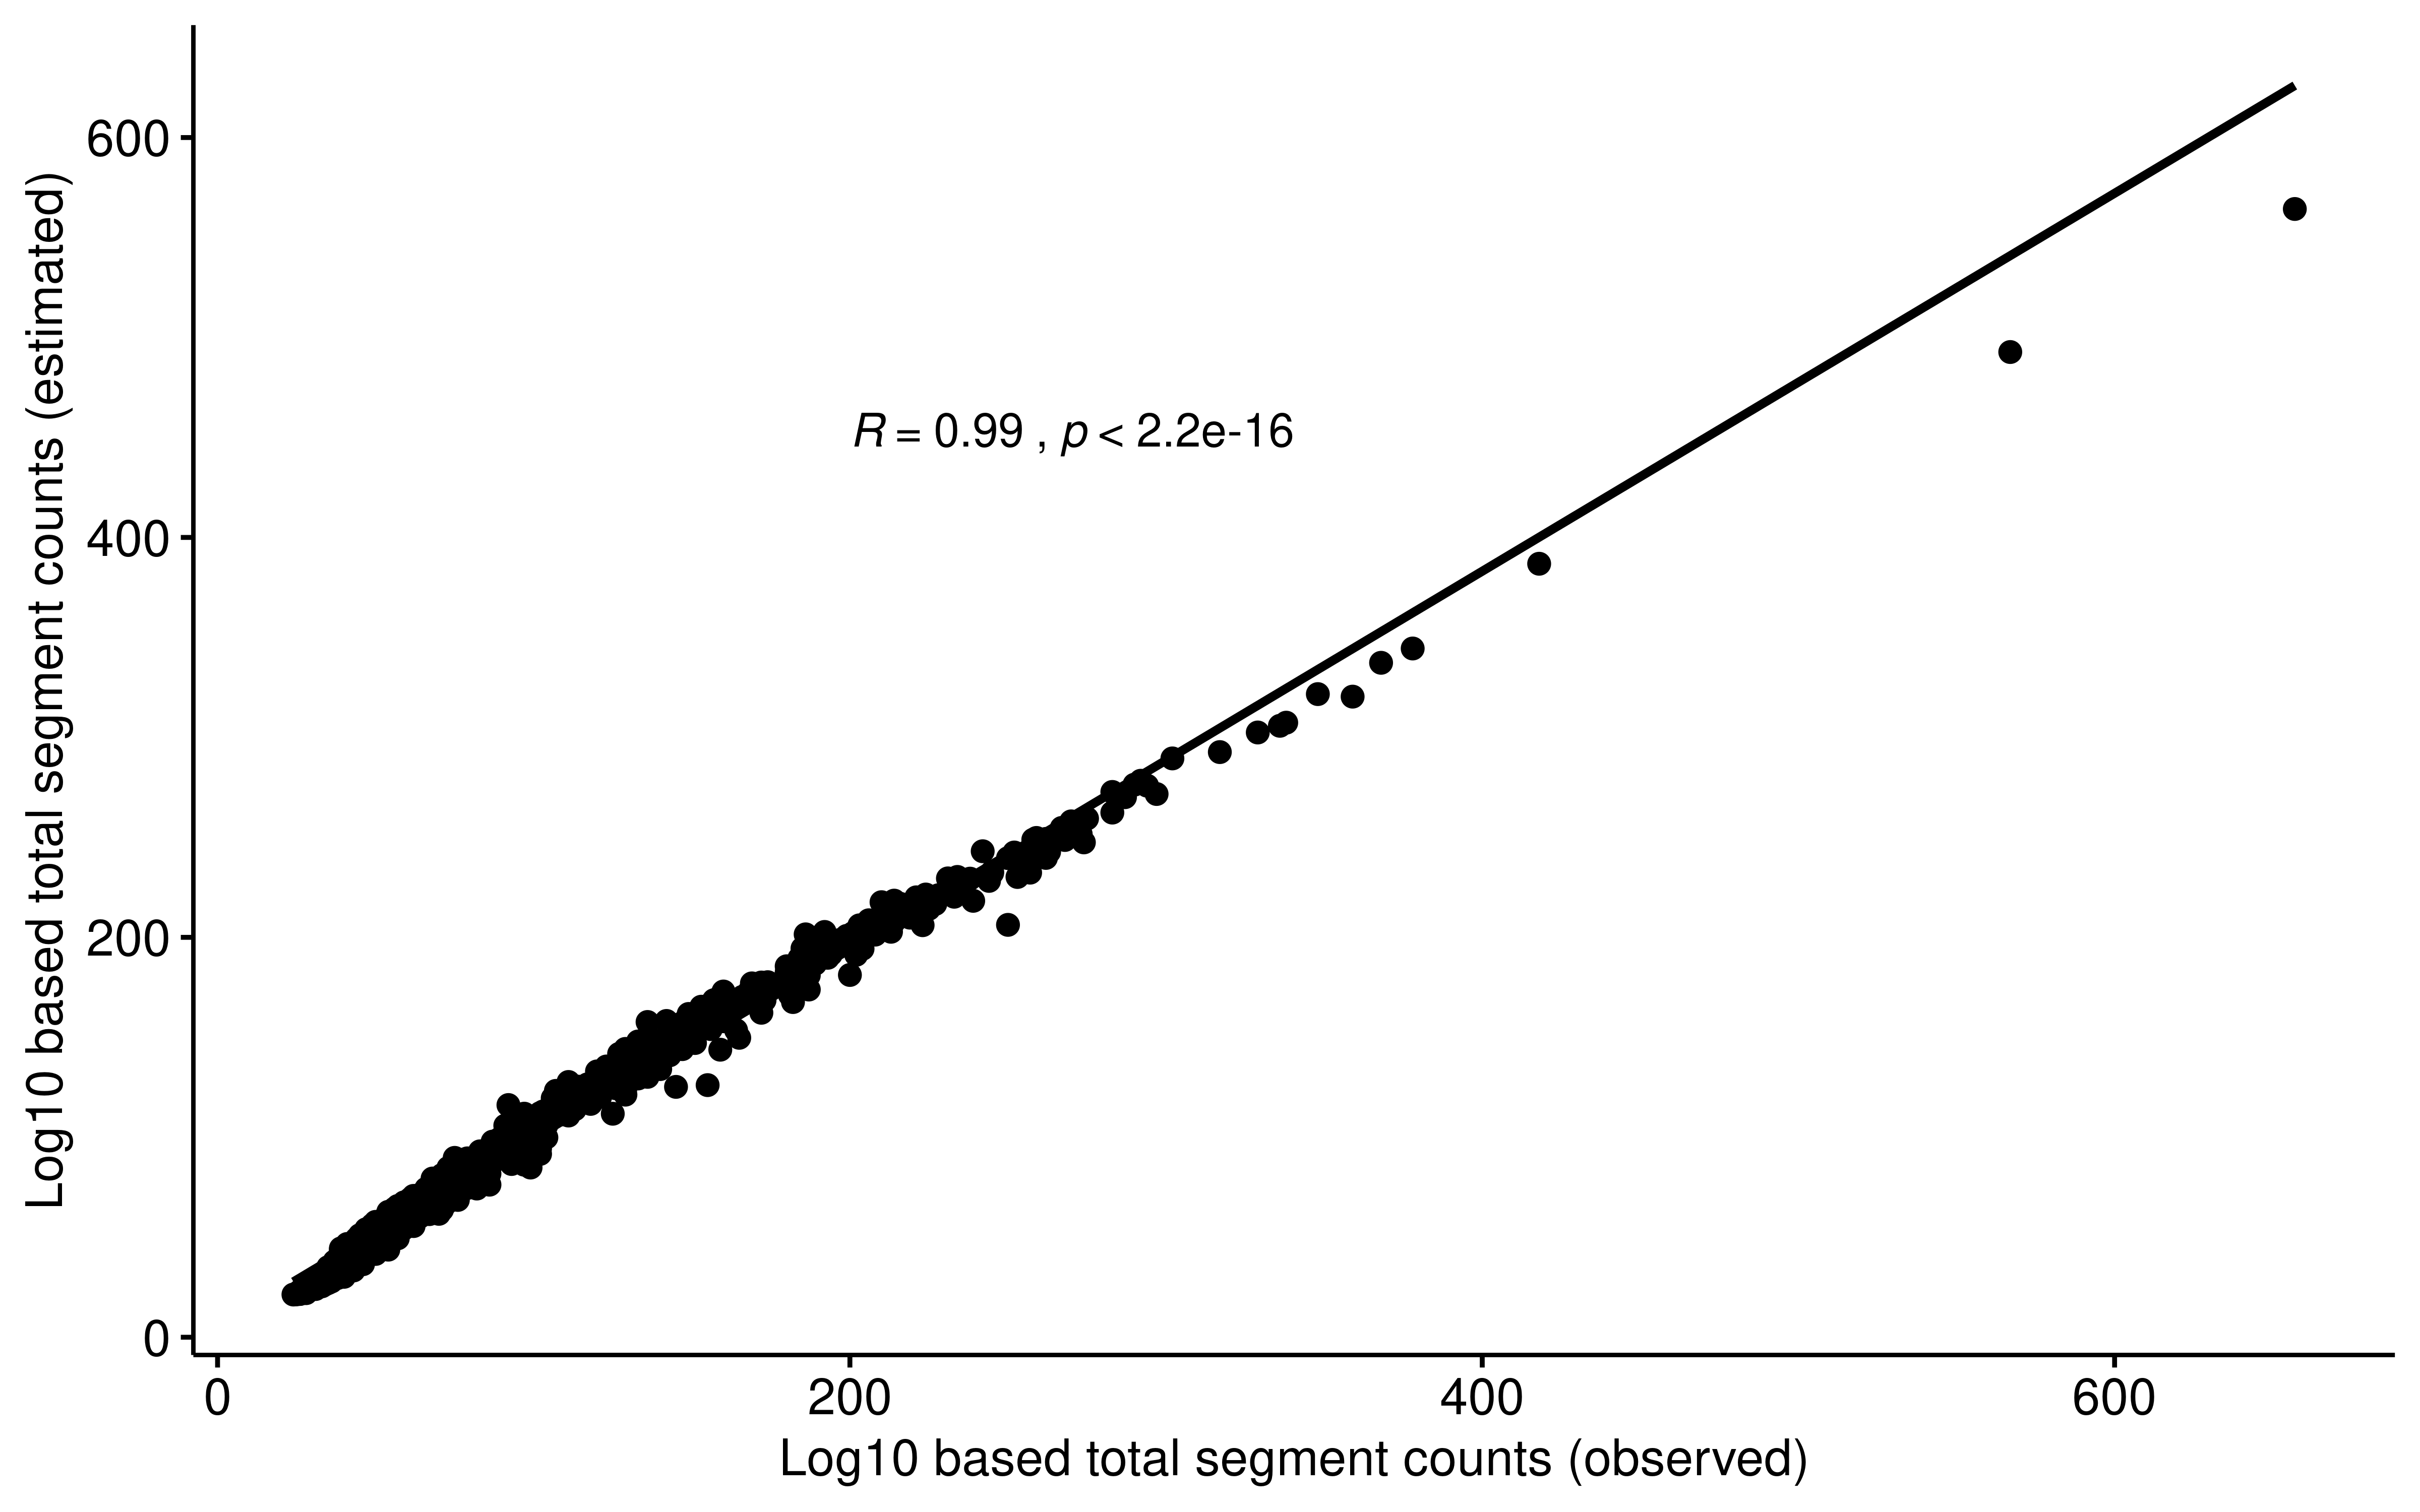 Log10 based total segment counts (estimated)
600
400
200
0
R = 0.99 , p < 2.2e-16
0 200 400 600
Log10 based total segment counts (observed)